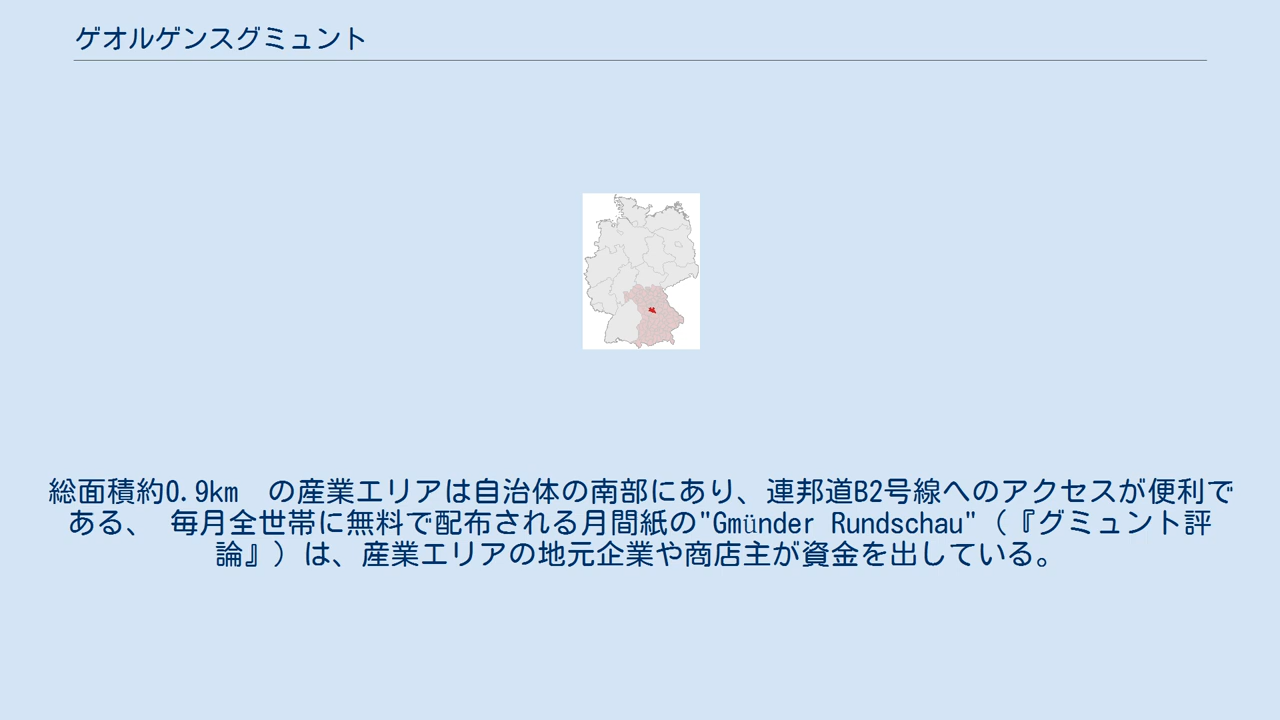 ゲオルゲンスグミュント
総面積約0.9km　の産業エリアは自治体の南部にあり、連邦道B2号線へのアクセスが便利で
ある、 毎月全世帯に無料で配布される月間紙の"Gmünder Rundschau"（『グミュント評
論』）は、産業エリアの地元企業や商店主が資金を出している。